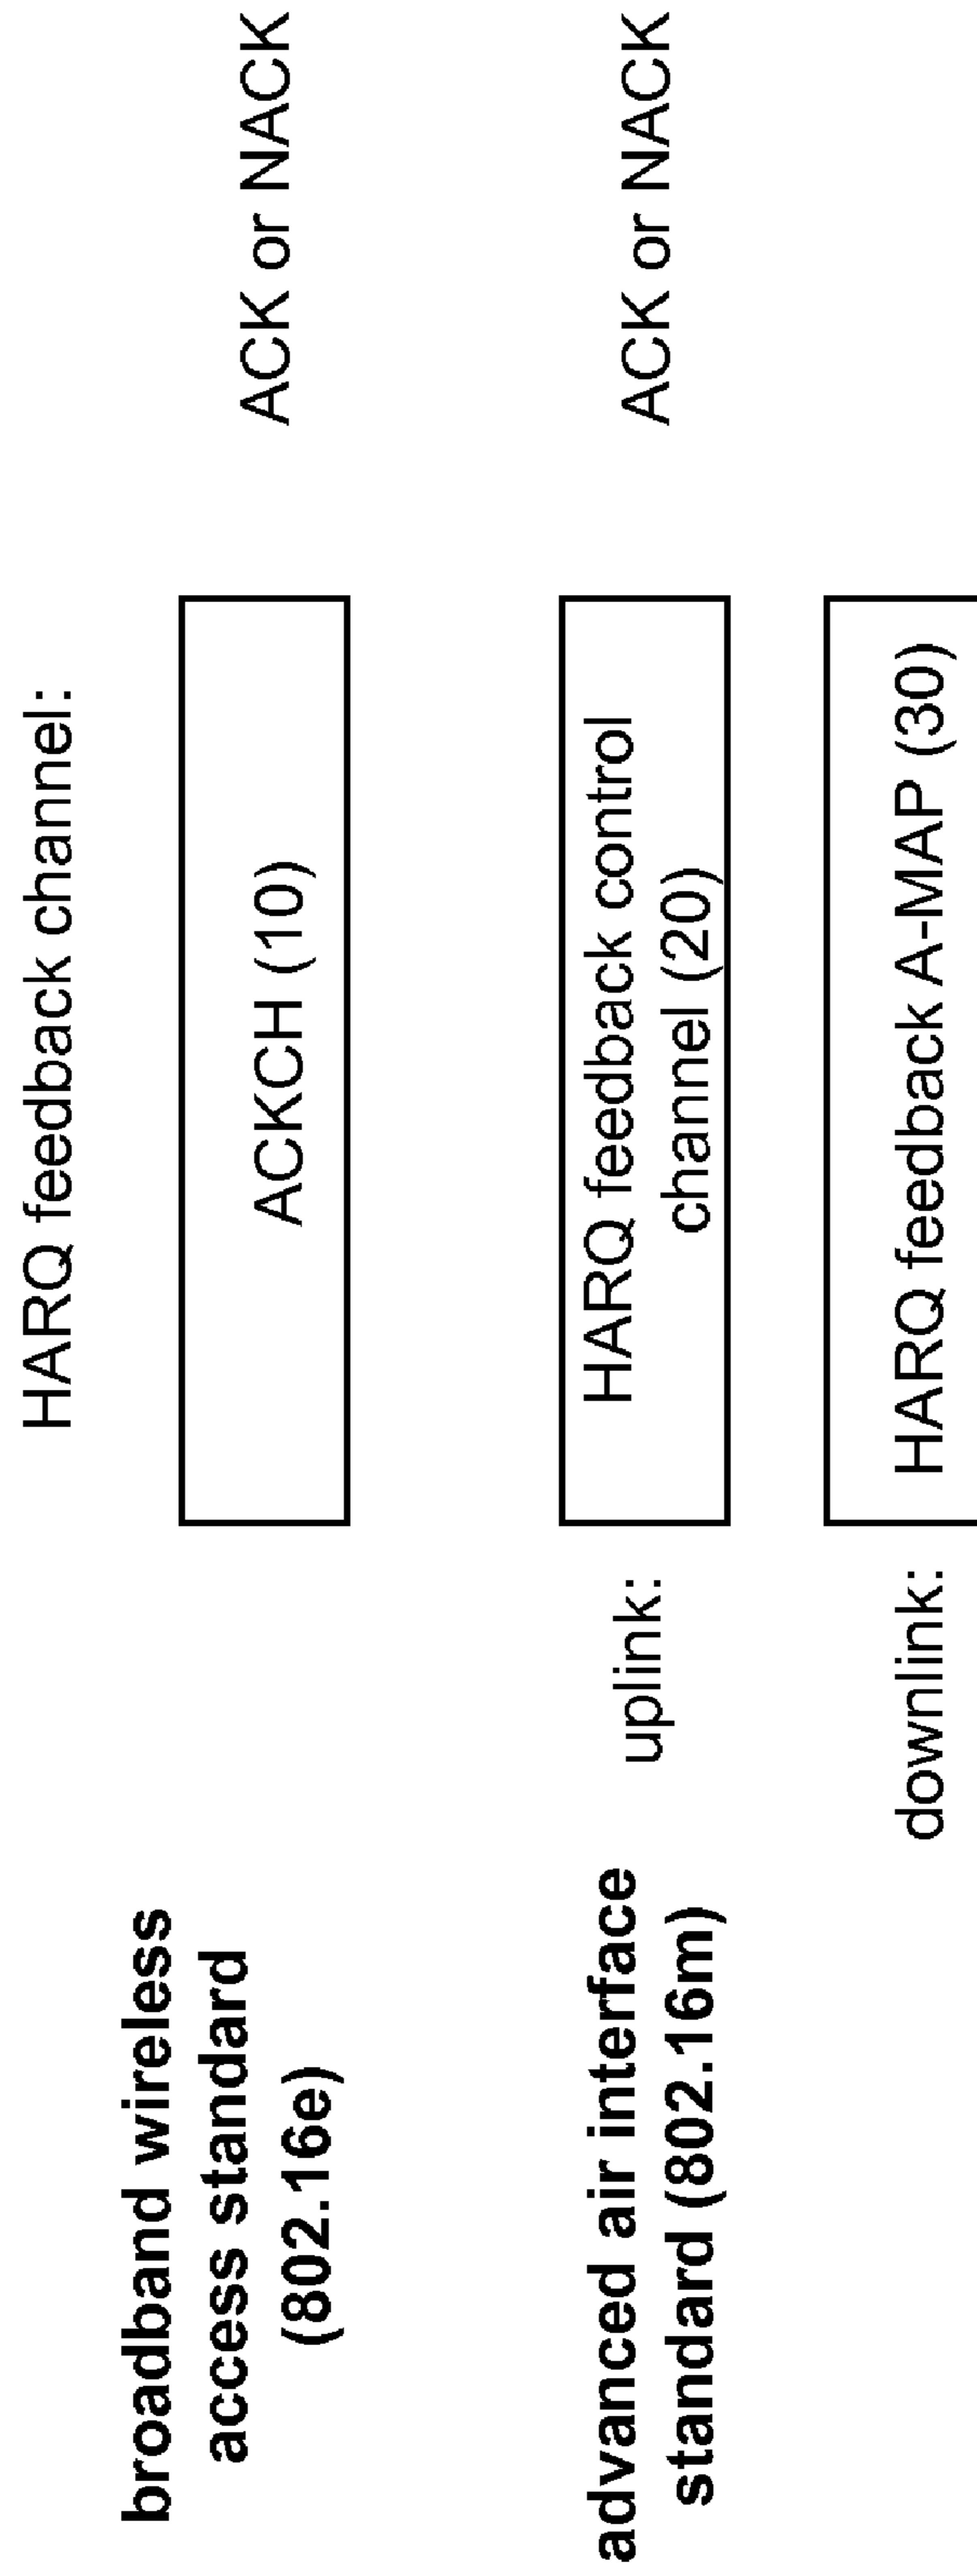 HARQ feedback channel:
broadband wireless
access standard
(802.16e)
ACKCH (10)
ACK or NACK
advanced air interface
standard (802.16m)
uplink:
HARQ feedback control
channel (20)
ACK or NACK
downlink:
HARQ feedback A-MAP (30)